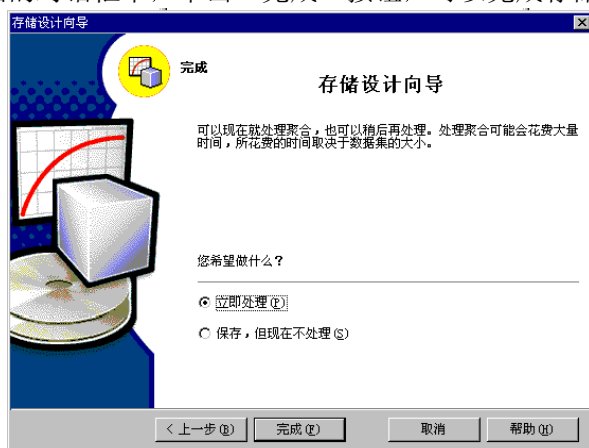 存储设计向导
完成
存储设计向导
可以现在就处理聚合，也可以稍后再处理。处理聚合可能会花费大量
时间，所花费的时间取决于数据集的大小。
您希望做什么?
立即处理(P)
保存，但现在不处理(S)
< 上一步(B)
完成(F)
取消
帮助(H)